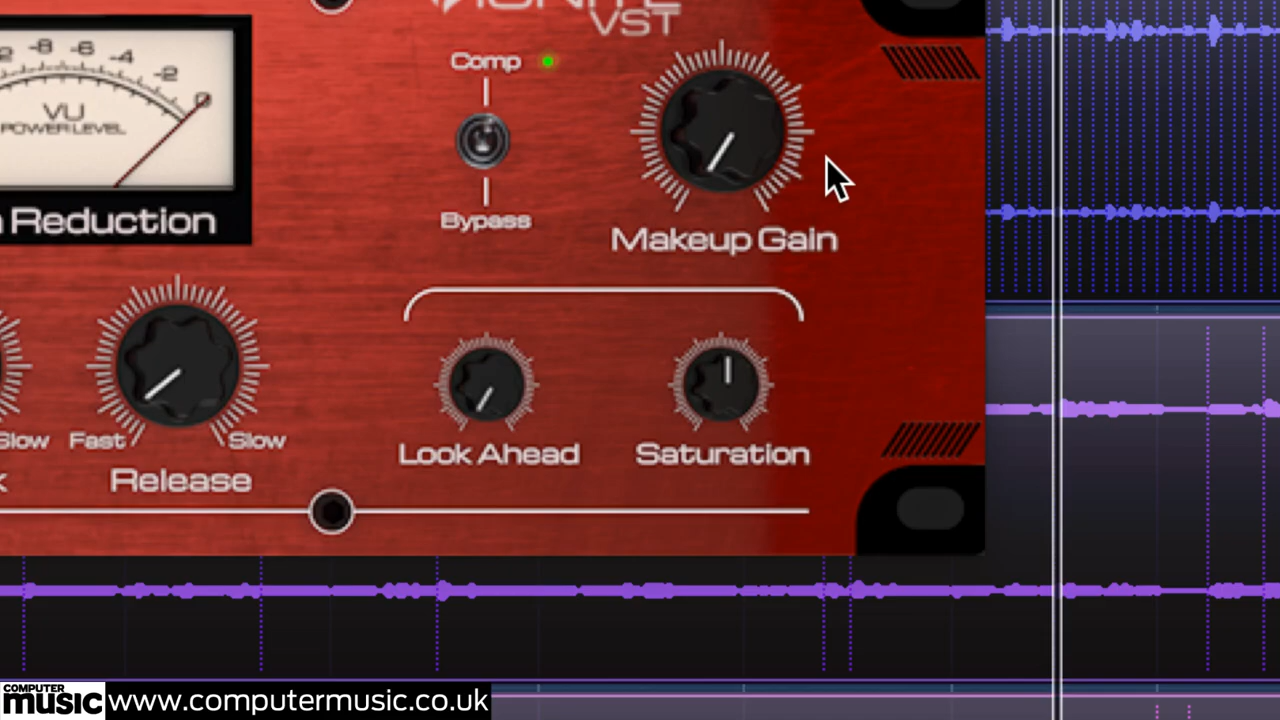 VST
-8 -6 -4 -2 0
VU
POWER LEVEL
Reduction
Comp
Bypass
Makeup Gain
Slow
Fast
Slow
Release
Look Ahead
Saturation
COMPUTER
music
www.computermusic.co.uk